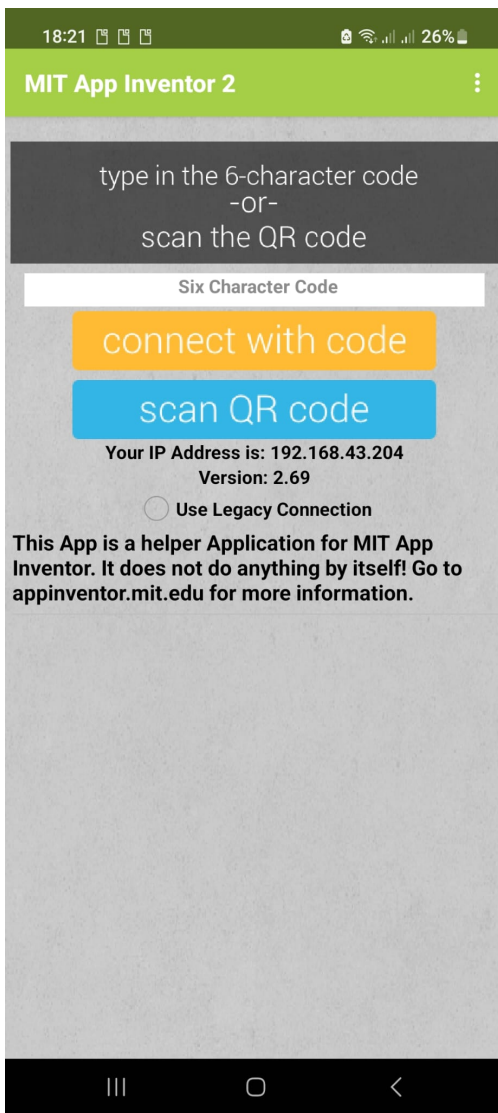 18:21 26%
MIT App Inventor 2
type in the 6-character code
-or-
scan the QR code
Six Character Code
connect with code
scan QR code
Your IP Address is: 192.168.43.204
Version: 2.69
Use Legacy Connection
This App is a helper Application for MIT App
Inventor. It does not do anything by itself! Go to
appinventor.mit.edu for more information.